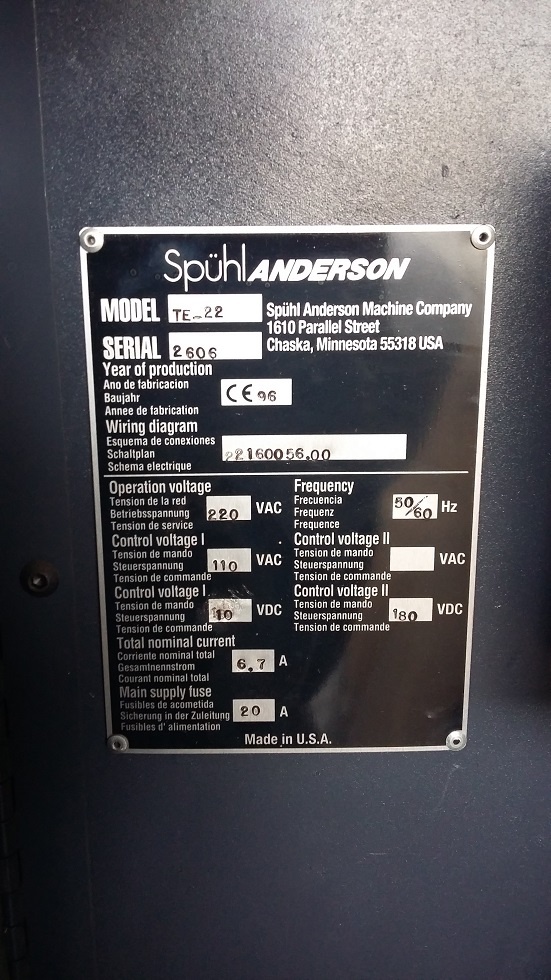 Spühl ANDERSON
MODEL TE-22
SERIAL 2606
Spühl Anderson Machine Company
1610 Parallel Street
Chaska, Minnesota 55318 USA
Year of production
Ano de fabricacion
Baujahr
Annee de fabrication
CE 96
Wiring diagram
Esquema de conexiones
Schaltplan
Schema electrique
22160056.00
Operation voltage
Tension de la red
Betriebsspannung 220 VAC
Tension de service
Frequency
Frecuencia
Frequenz 50/60 Hz
Frequence
Control voltage I
Tension de mando
Steuerspannung 110 VAC
Tension de commande
Control voltage II
Tension de mando
Steuerspannung VAC
Tension de commande
Control voltage I
Tension de mando
Steuerspannung VDC
Tension de commande
Control voltage II
Tension de mando
Steuerspannung 180 VDC
Tension de commande
Total nominal current
Corriente nominal total
Gesamtnennstrom 6.7 A
Courant nominal total
Main supply fuse
Fusibles de acometida
Sicherung in der Zuleitung 20 A
Fusibles d' alimentation
Made in U.S.A.